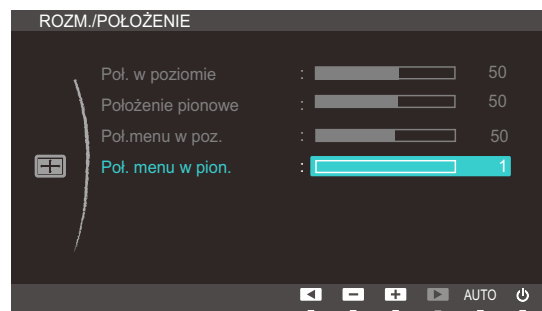 ROZM./POŁOŻENIE
Poł. w poziomie : 50
Położenie pionowe : 50
Poł.menu w poz. : 50
Poł. menu w pion. : 1
AUTO